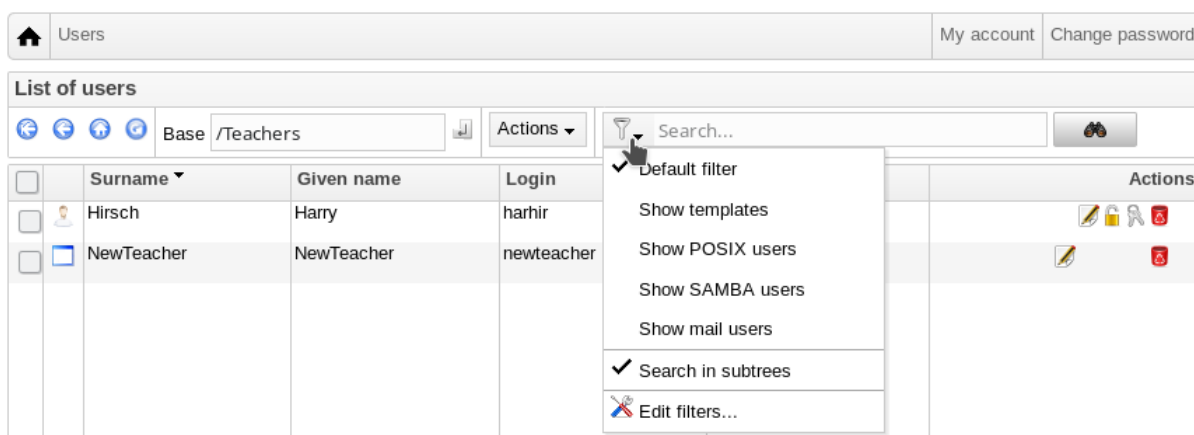 Users My account Change password
List of users
Base /Teachers Actions Search...
Surname Given name Login Actions
Hirsch Harry harhir
NewTeacher NewTeacher newteacher
Default filter
Show templates
Show POSIX users
Show SAMBA users
Show mail users
Search in subtrees
Edit filters...